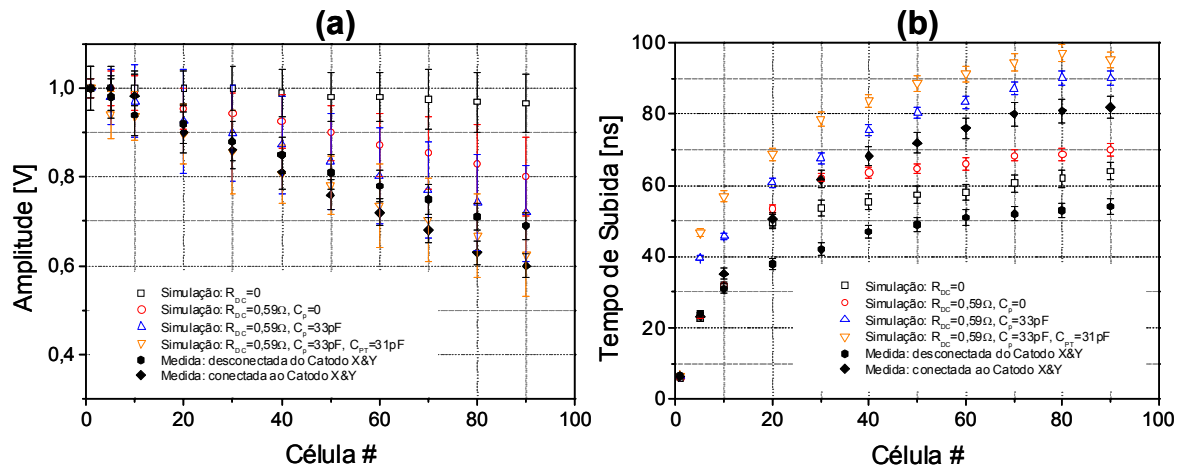 (a)
Amplitude [V]
1,0
0,8
0,6
0,4
0 20 40 60 80 100
Célula #
Simulação: R_DC=0
Simulação: R_DC=0,59Ω, C_p=0
Simulação: R_DC=0,59Ω, C_p=33pF
Simulação: R_DC=0,59Ω, C_p=33pF, C_PT=31pF
Medida: desconectada do Catodo X&Y
Medida: conectada ao Catodo X&Y
(b)
Tempo de Subida [ns]
100
80
60
40
20
0
0 20 40 60 80 100
Célula #
Simulação: R_DC=0
Simulação: R_DC=0,59Ω, C_p=0
Simulação: R_DC=0,59Ω, C_p=33pF
Simulação: R_DC=0,59Ω, C_p=33pF, C_PT=31pF
Medida: desconectada do Catodo X&Y
Medida: conectada ao Catodo X&Y